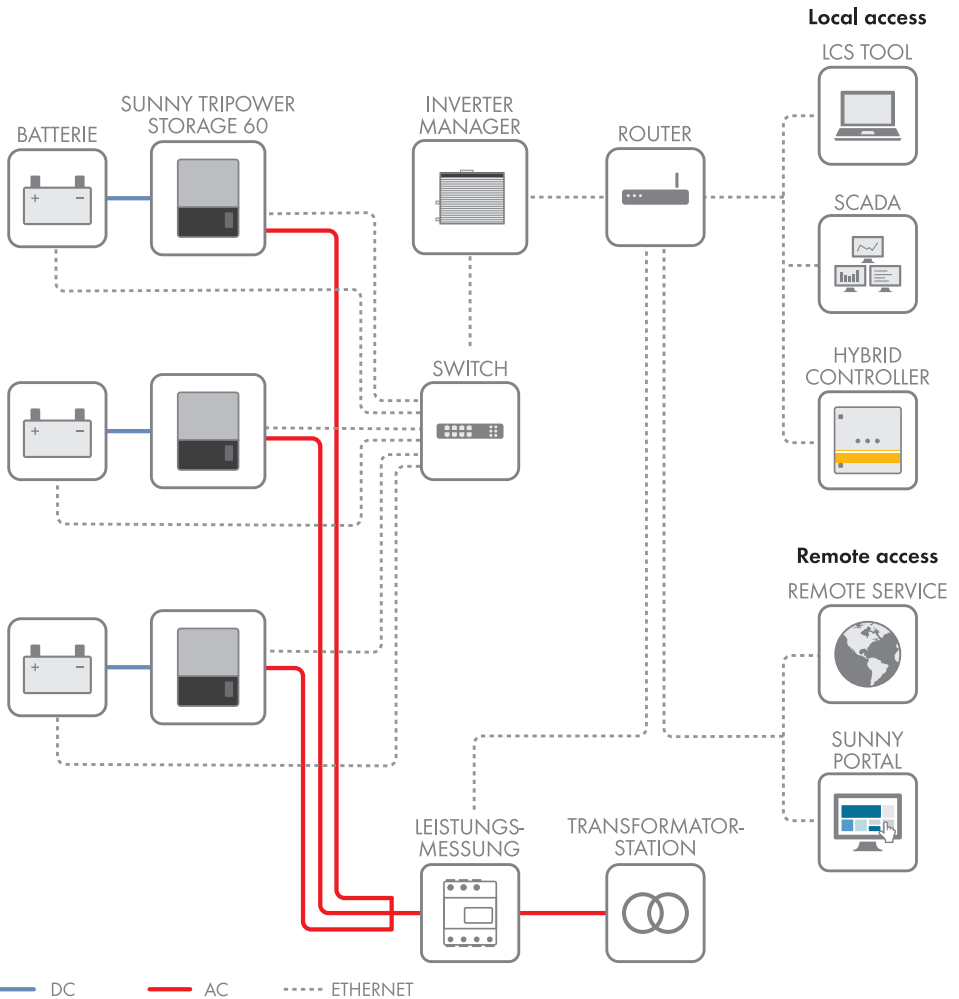 Local access
LCS TOOL
SUNNY TRIPOWER
STORAGE 60
INVERTER
MANAGER
BATTERIE
ROUTER
+ −
SCADA
HYBRID
CONTROLLER
SWITCH
+ −
Remote access
REMOTE SERVICE
+ −
SUNNY
PORTAL
LEISTUNGS-
MESSUNG
TRANSFORMATOR-
STATION
DC
AC
ETHERNET